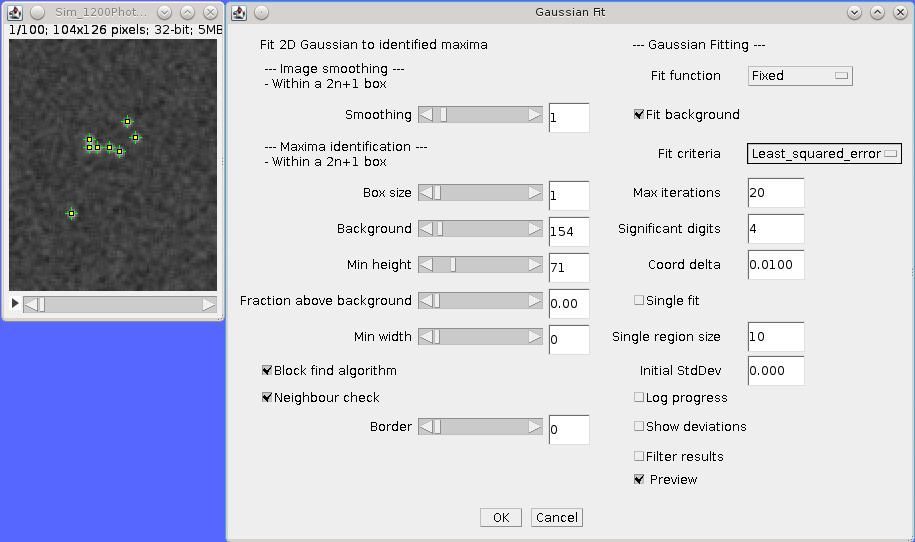 Sim_1200Phot...
1/100; 104x126 pixels; 32-bit; 5MB
Gaussian Fit
Fit 2D Gaussian to identified maxima
--- Image smoothing ---
- Within a 2n+1 box
Smoothing 1
--- Maxima identification ---
- Within a 2n+1 box
Box size 1
Background 154
Min height 71
Fraction above background 0.00
Min width 0
Block find algorithm
Neighbour check
Border 0
--- Gaussian Fitting ---
Fit function Fixed
Fit background
Fit criteria Least_squared_error
Max iterations 20
Significant digits 4
Coord delta 0.0100
Single fit
Single region size 10
Initial StdDev 0.000
Log progress
Show deviations
Filter results
Preview
OK Cancel